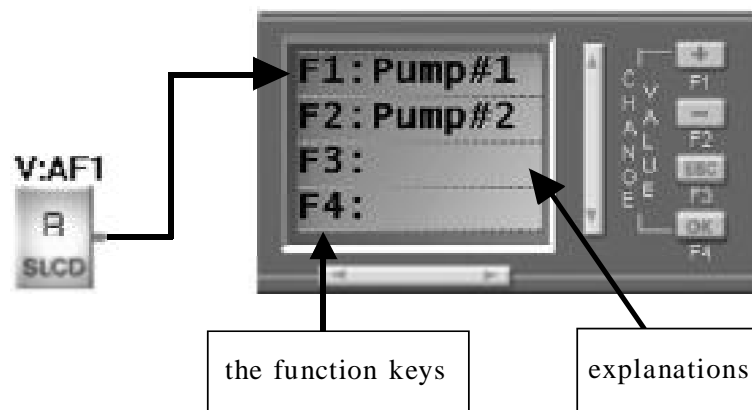 F1:Pump#1
F2:Pump#2
F3:
F4:
V:AF1
R
SLCD
CHANGE
VALUE
+
F1
-
F2
ESC
F3
OK
F4
the function keys
explanations